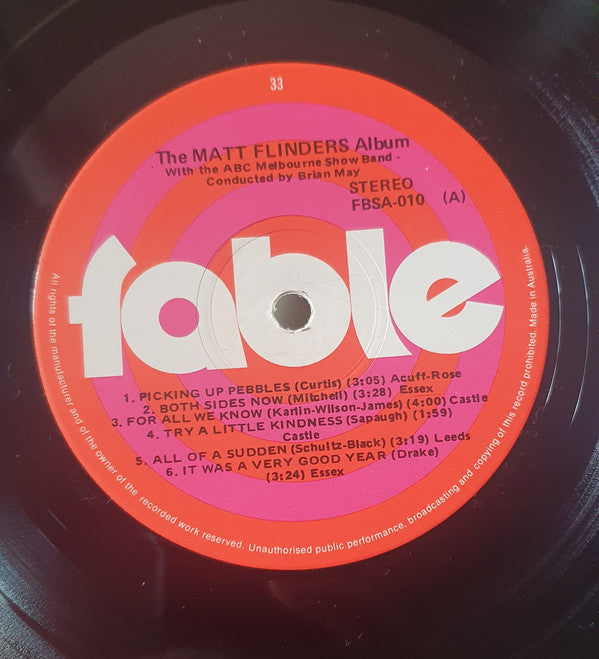 33
The MATT FLINDERS Album
With the ABC Melbourne Show Band -
Conducted by Brian May
STEREO
FBSA-010 (A)
fable
1. PICKING UP PEBBLES (Curtis) (3:05) Acuff-Rose
2. BOTH SIDES NOW (Mitchell) (3:28) Essex
3. FOR ALL WE KNOW (Karlin-Wilson-James) (4:00) Castle
4. TRY A LITTLE KINDNESS (Sapaugh) (1:59)
Castle
5. ALL OF A SUDDEN (Schultz-Black) (3:19) Leeds
6. IT WAS A VERY GOOD YEAR (Drake)
(3:24) Essex
All rights of the manufacturer and of the owner of the recorded work reserved. Unauthorised public performance, broadcasting and copying of this record prohibited. Made in Australia.